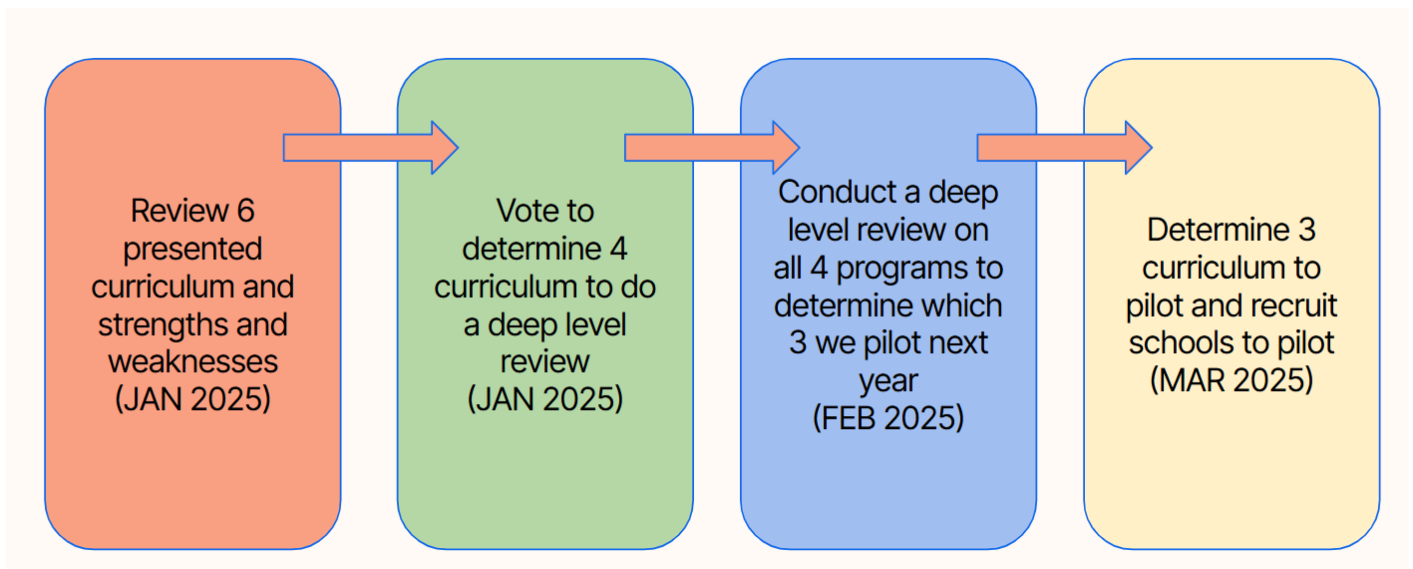 Review 6
presented
curriculum and
strengths and
weaknesses
(JAN 2025)
Vote to
determine 4
curriculum to do
a deep level
review
(JAN 2025)
Conduct a deep
level review on
all 4 programs to
determine which
3 we pilot next
year
(FEB 2025)
Determine 3
curriculum to
pilot and recruit
schools to pilot
(MAR 2025)